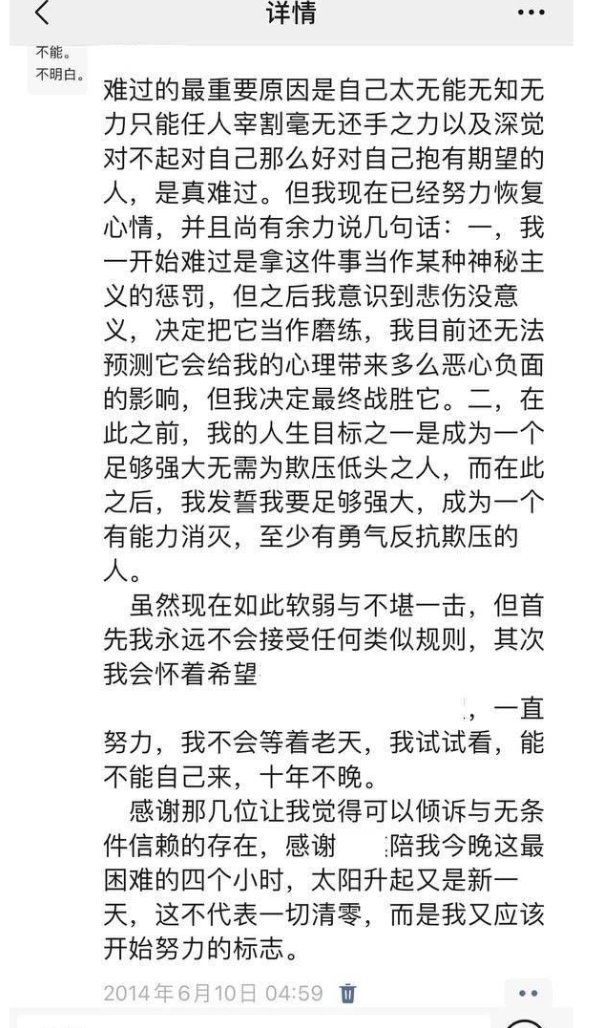 详情
不能。
不明白。
难过的最重要原因是自己太无能无知无
力只能任人宰割毫无还手之力以及深觉
对不起对自己那么好对自己抱有期望的
人，是真难过。但我现在已经努力恢复
心情，并且尚有余力说几句话：一，我
一开始难过是拿这件事当作某种神秘主
义的惩罚，但之后我意识到悲伤没意
义，决定把它当作磨练，我目前还无法
预测它会给我的心理带来多么恶心负面
的影响，但我决定最终战胜它。二，在
此之前，我的人生目标之一是成为一个
足够强大无需为欺压低头之人，而在此
之后，我发誓我要足够强大，成为一个
有能力消灭，至少有勇气反抗欺压的
人。
虽然现在如此软弱与不堪一击，但首
先我永远不会接受任何类似规则，其次
我会怀着希望
，一直
努力，我不会等着老天，我试试看，能
不能自己来，十年不晚。
感谢那几位让我觉得可以倾诉与无条
件信赖的存在，感谢 陪我今晚这最
困难的四个小时，太阳升起又是新一
天，这不代表一切清零，而是我又应该
开始努力的标志。
2014年6月10日 04:59